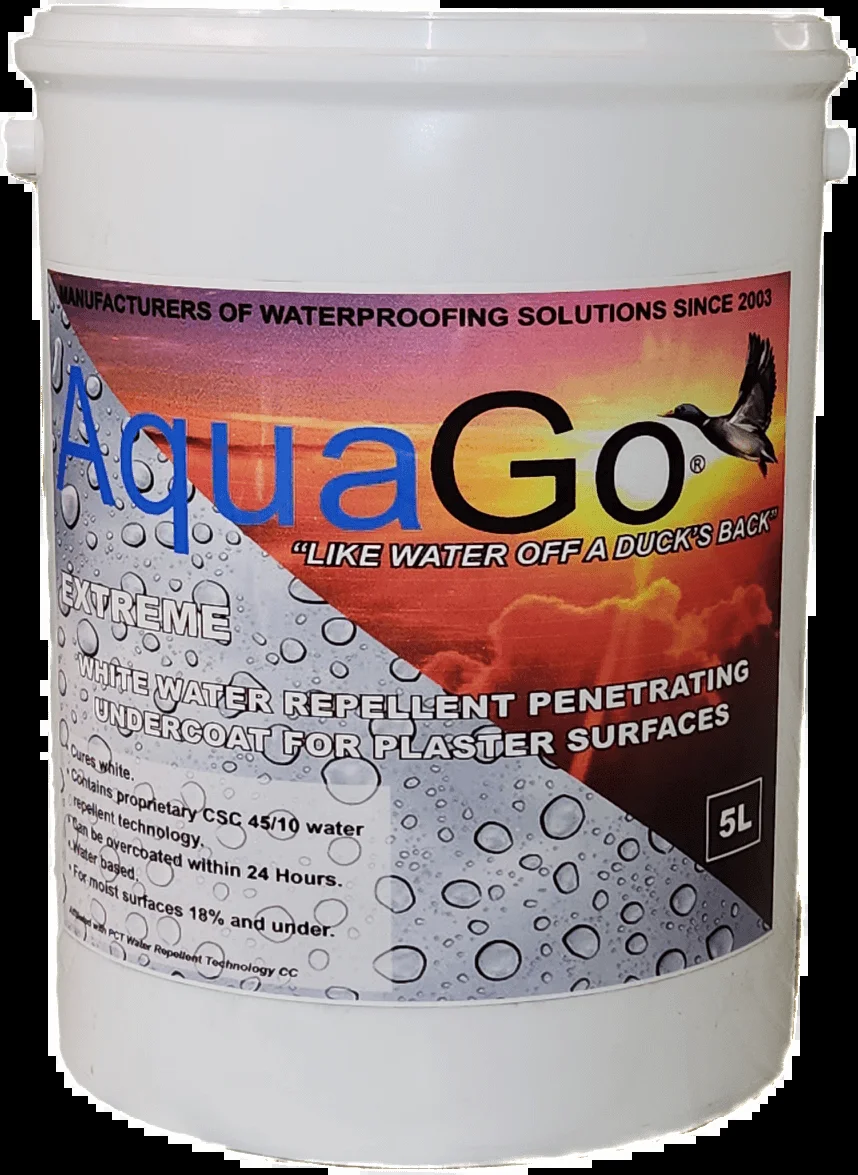 MANUFACTURERS OF WATERPROOFING SOLUTIONS SINCE 2003
AquaGo®
“LIKE WATER OFF A DUCK’S BACK”
EXTREME
WHITE WATER REPELLENT PENETRATING
UNDERCOAT FOR PLASTER SURFACES
• Cures white.
• Contains proprietary CSC 45/10 water
repellent technology.
• Can be overcoated within 24 Hours.
• Water based.
• For moist surfaces 18% and under.
Affiliated with PCT Water Repellent Technology CC
5L